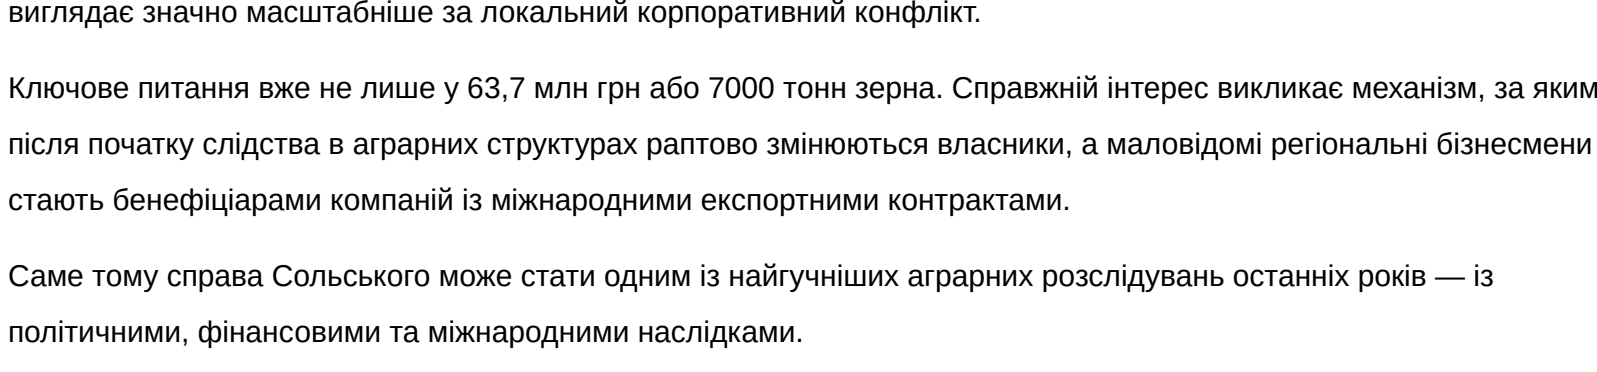 виглядає значно масштабніше за локальний корпоративний конфлікт.
Ключове питання вже не лише у 63,7 млн грн або 7000 тонн зерна. Справжній інтерес викликає механізм, за яким
після початку слідства в аграрних структурах раптово змінюються власники, а маловідомі регіональні бізнесмени
стають бенефіціарами компаній із міжнародними експортними контрактами.
Саме тому справа Сольського може стати одним із найгучніших аграрних розслідувань останніх років — із
політичними, фінансовими та міжнародними наслідками.